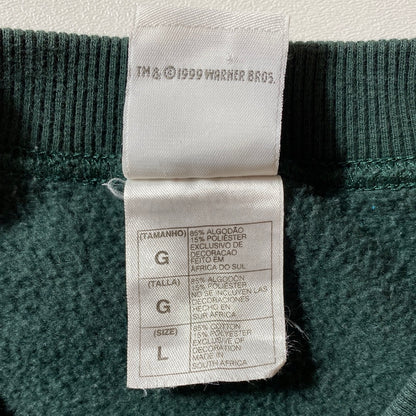 TM & ©1999 WARNER BROS.
(TAMANHO)
G
85% ALGODÃO
15% POLIÉSTER
EXCLUSIVO DE
DECORACAO
FEITO EM
ÁFRICA DO SUL
(TALLA)
G
85% ALGODÓN
15% POLIÉSTER
NO SE INCLUYEN LAS
DECORACIONES
HECHO EN
SUR ÁFRICA
(SIZE)
L
85% COTTON
15% POLYESTER
EXCLUSIVE OF
DECORATION
MADE IN
SOUTH AFRICA